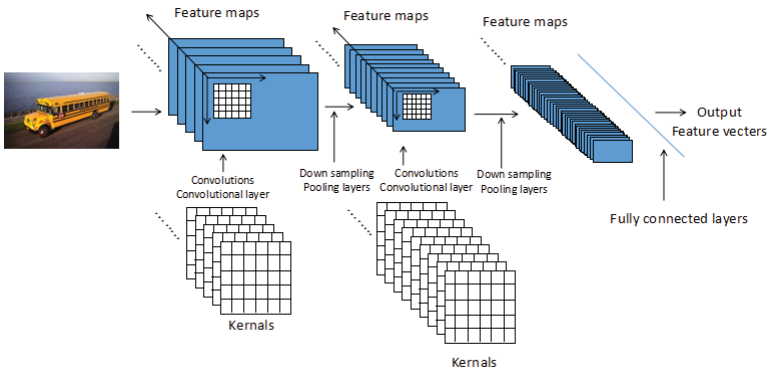 Feature maps
Feature maps
Feature maps
Output
Feature vecters
Convolutions
Convolutional layer
Down sampling
Pooling layers
Convolutions
Convolutional layer
Down sampling
Pooling layers
Fully connected layers
Kernals
Kernals